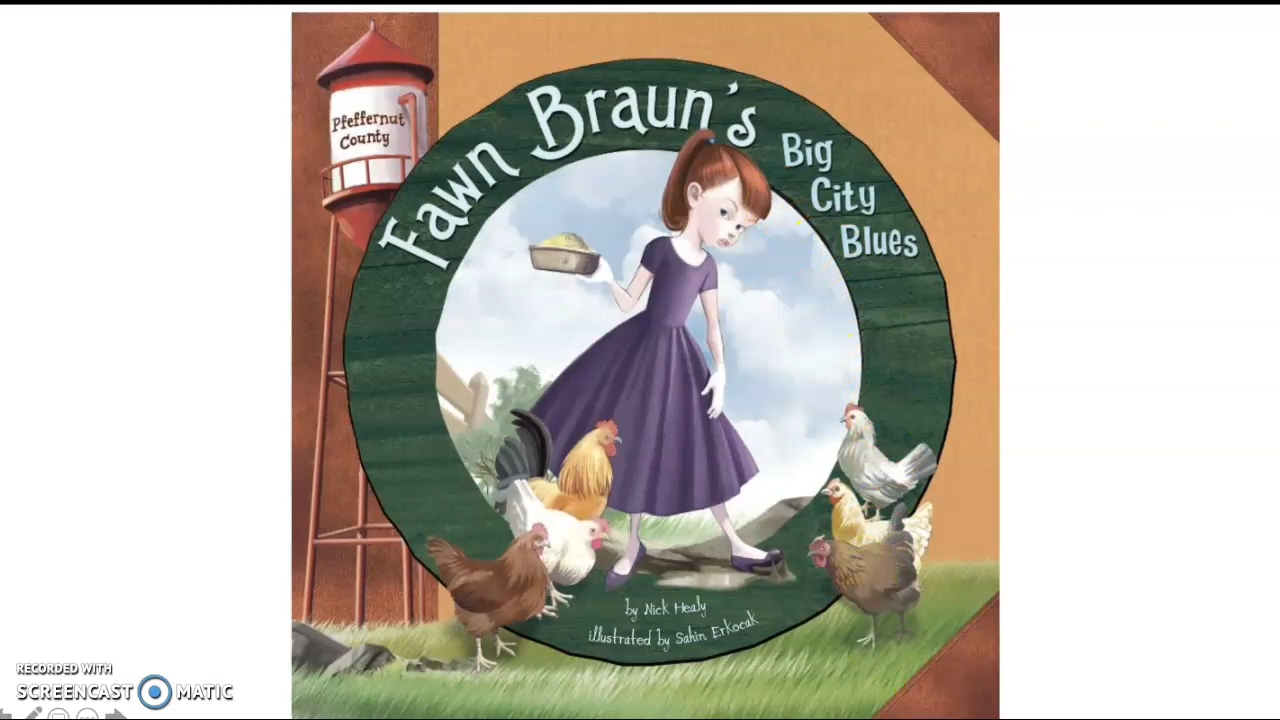 Pfeffernut
County
Fawn Braun's
Big
City
Blues
by Nick Healy
illustrated by Sahin Erkocak
RECORDED WITH
SCREENCAST MATIC